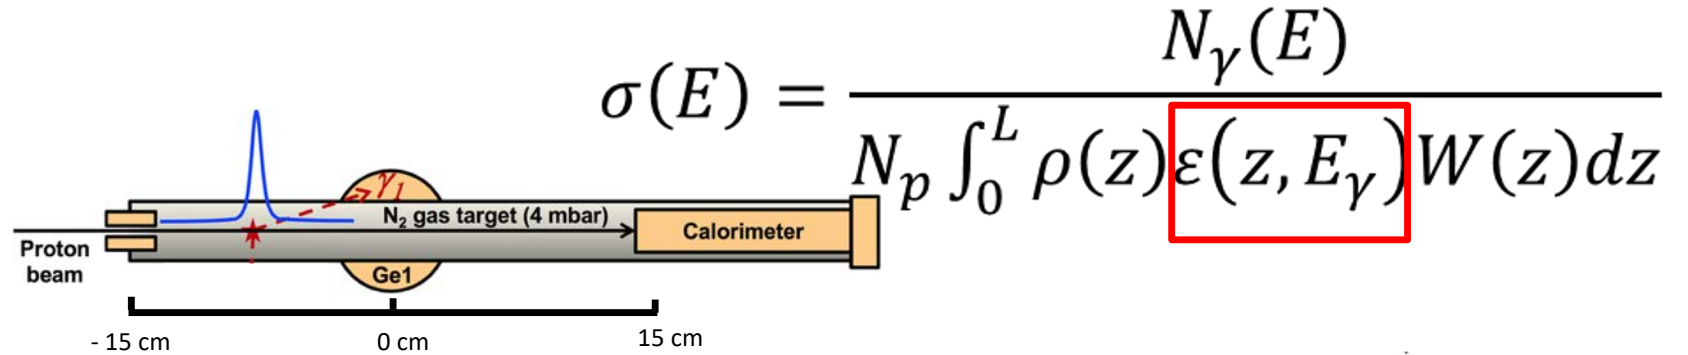 σ(E) = N_γ(E) / N_p ∫_0^L ρ(z)ε(z, E_γ)W(z)dz
γ_1
N₂ gas target (4 mbar)
Calorimeter
Proton
beam
Ge1
- 15 cm
0 cm
15 cm